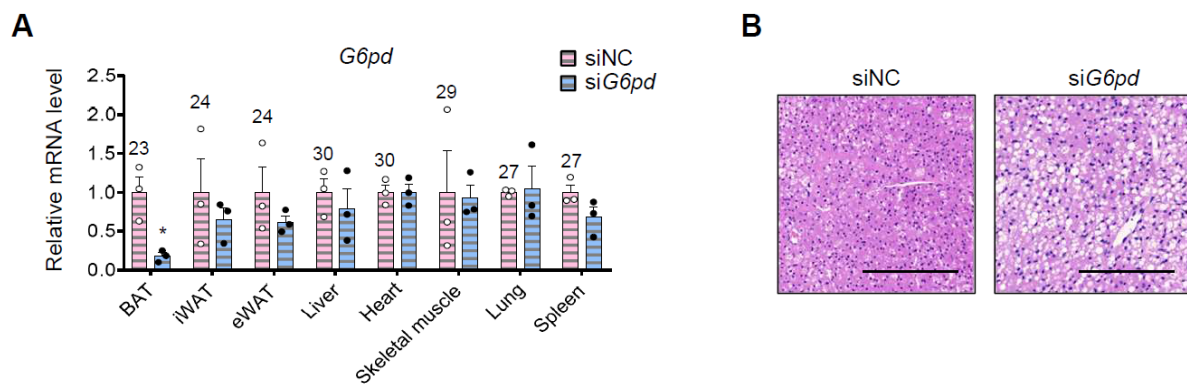 A
G6pd
siNC
siG6pd
Relative mRNA level
2.5
2.0
1.5
1.0
0.5
0.0
23
24
24
30
30
29
27
27
*
BAT
iWAT
eWAT
Liver
Heart
Skeletal muscle
Lung
Spleen
B
siNC
siG6pd